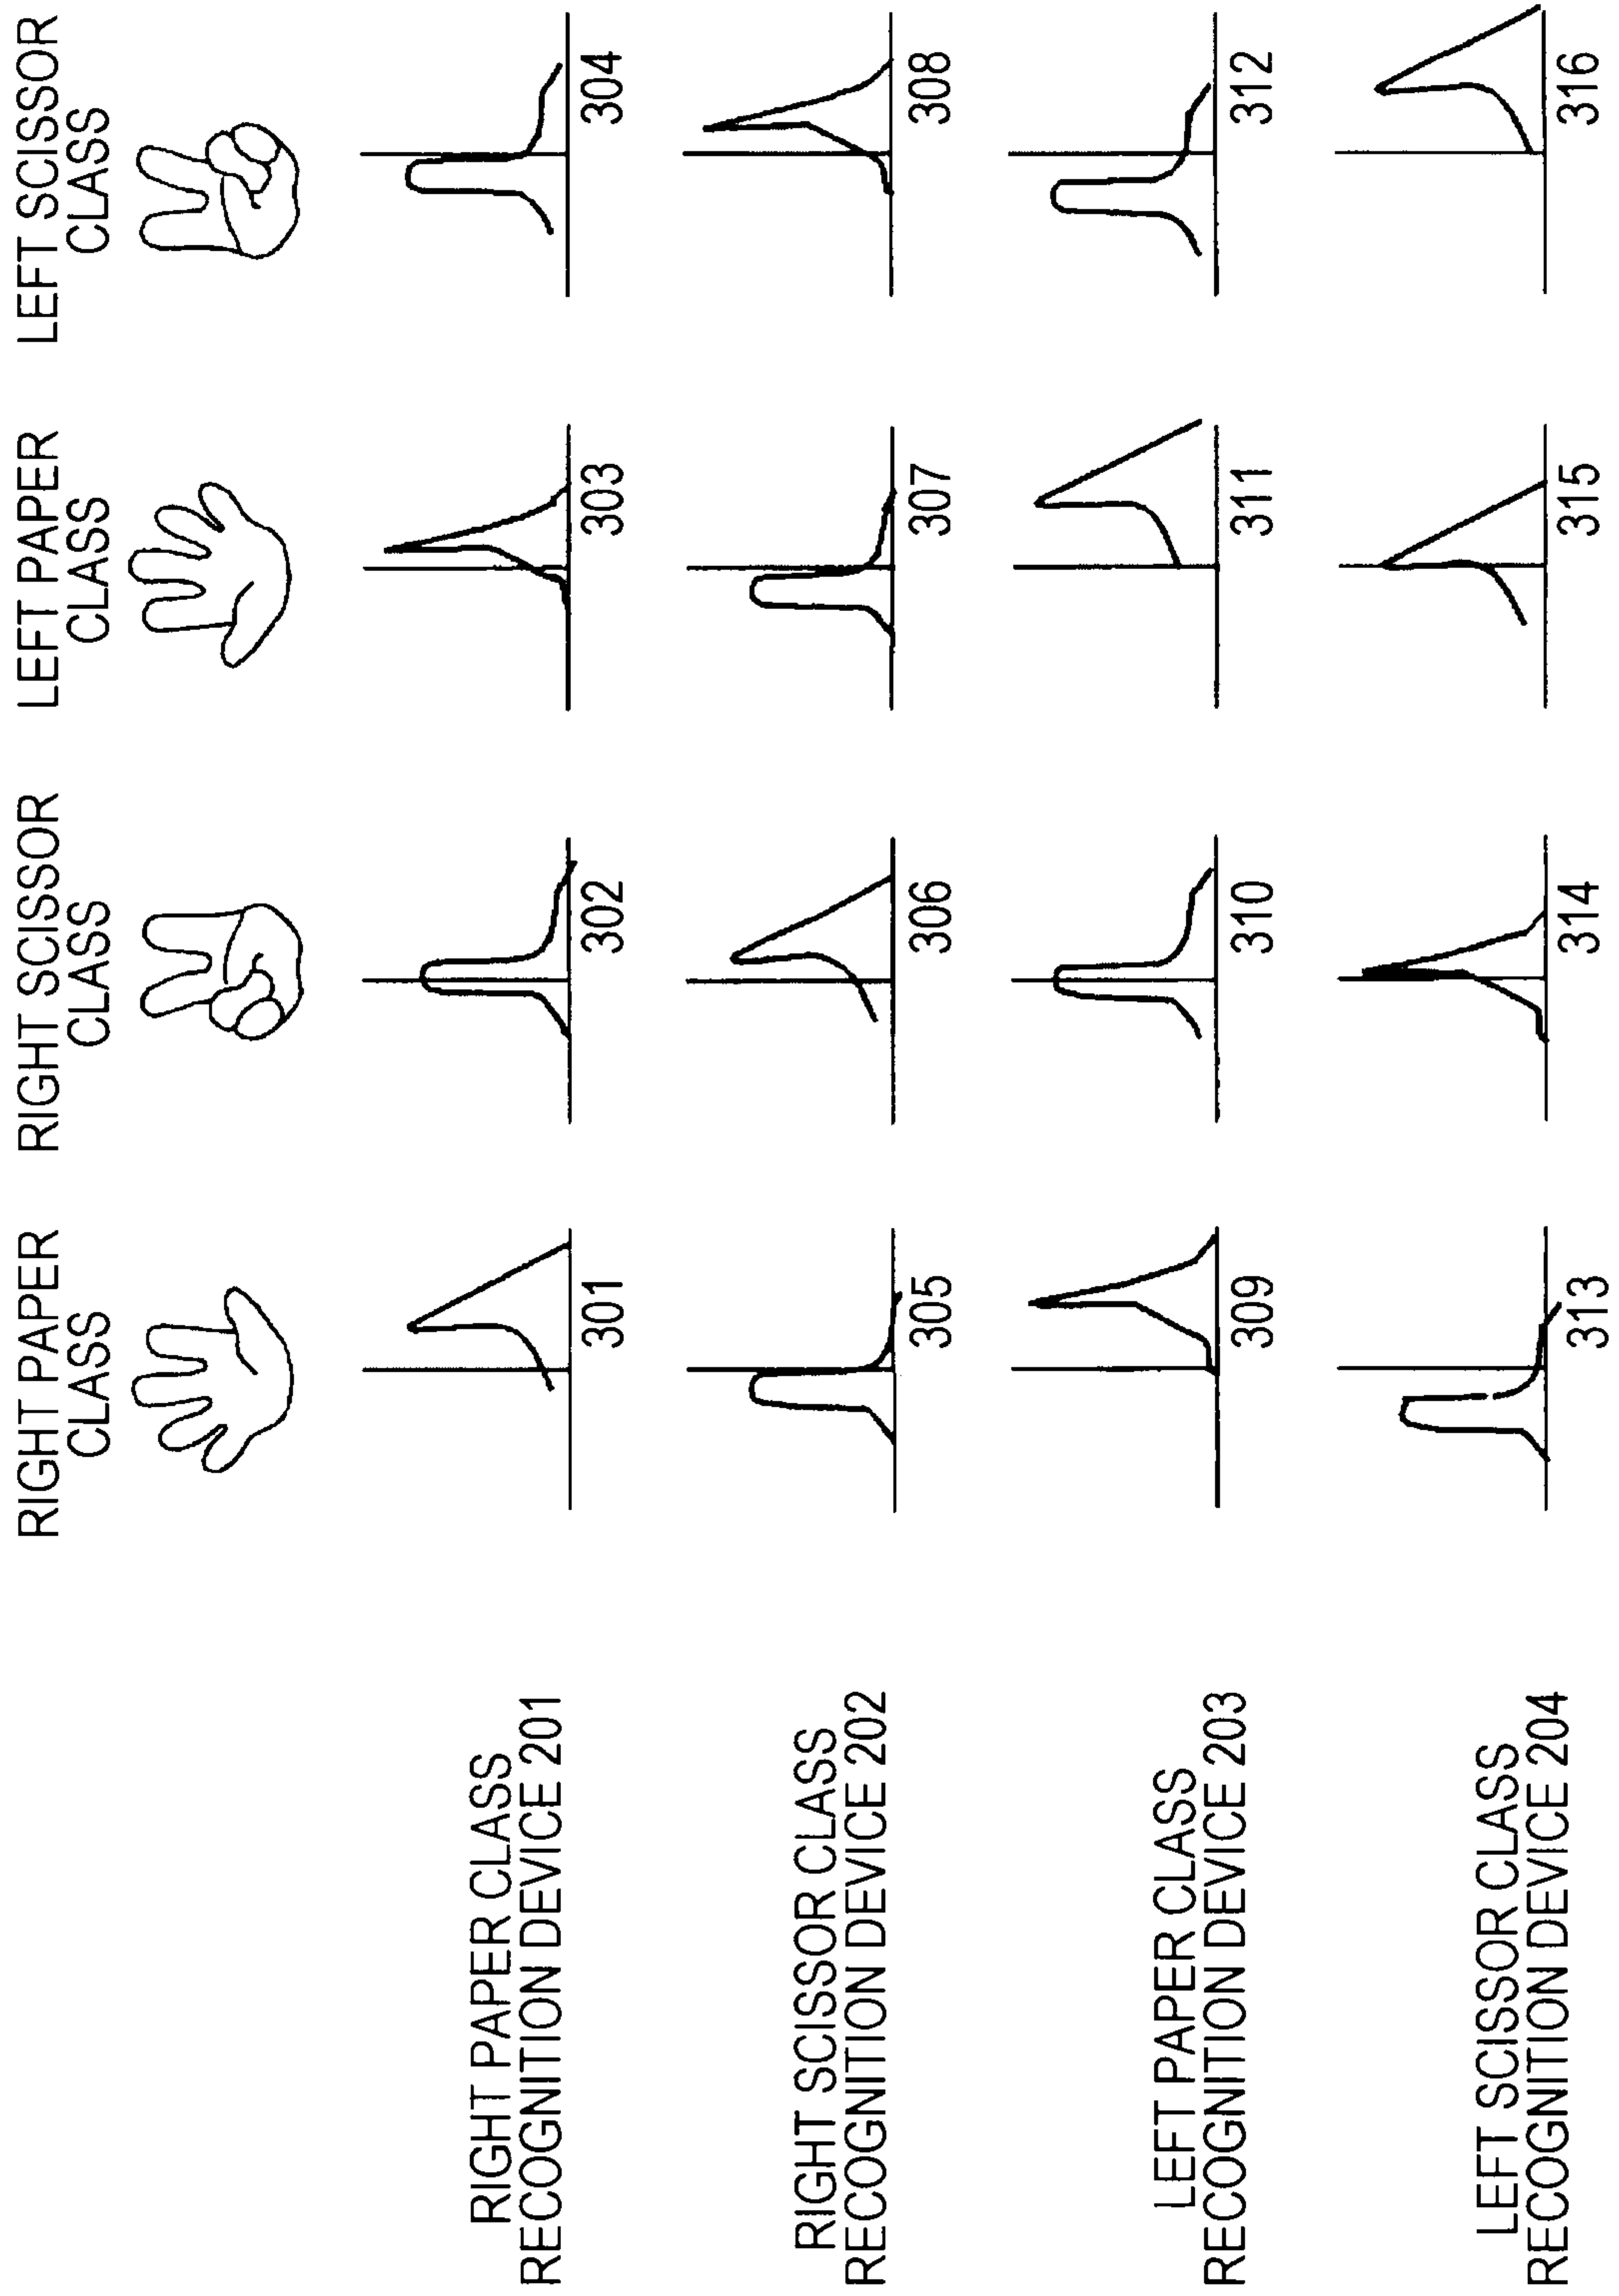 RIGHT PAPER
CLASS
RIGHT SCISSOR
CLASS
LEFT PAPER
CLASS
LEFT SCISSOR
CLASS
RIGHT PAPER CLASS
RECOGNITION DEVICE 201
301
302
303
304
RIGHT SCISSOR CLASS
RECOGNITION DEVICE 202
305
306
307
308
LEFT PAPER CLASS
RECOGNITION DEVICE 203
309
310
311
312
LEFT SCISSOR CLASS
RECOGNITION DEVICE 204
313
314
315
316